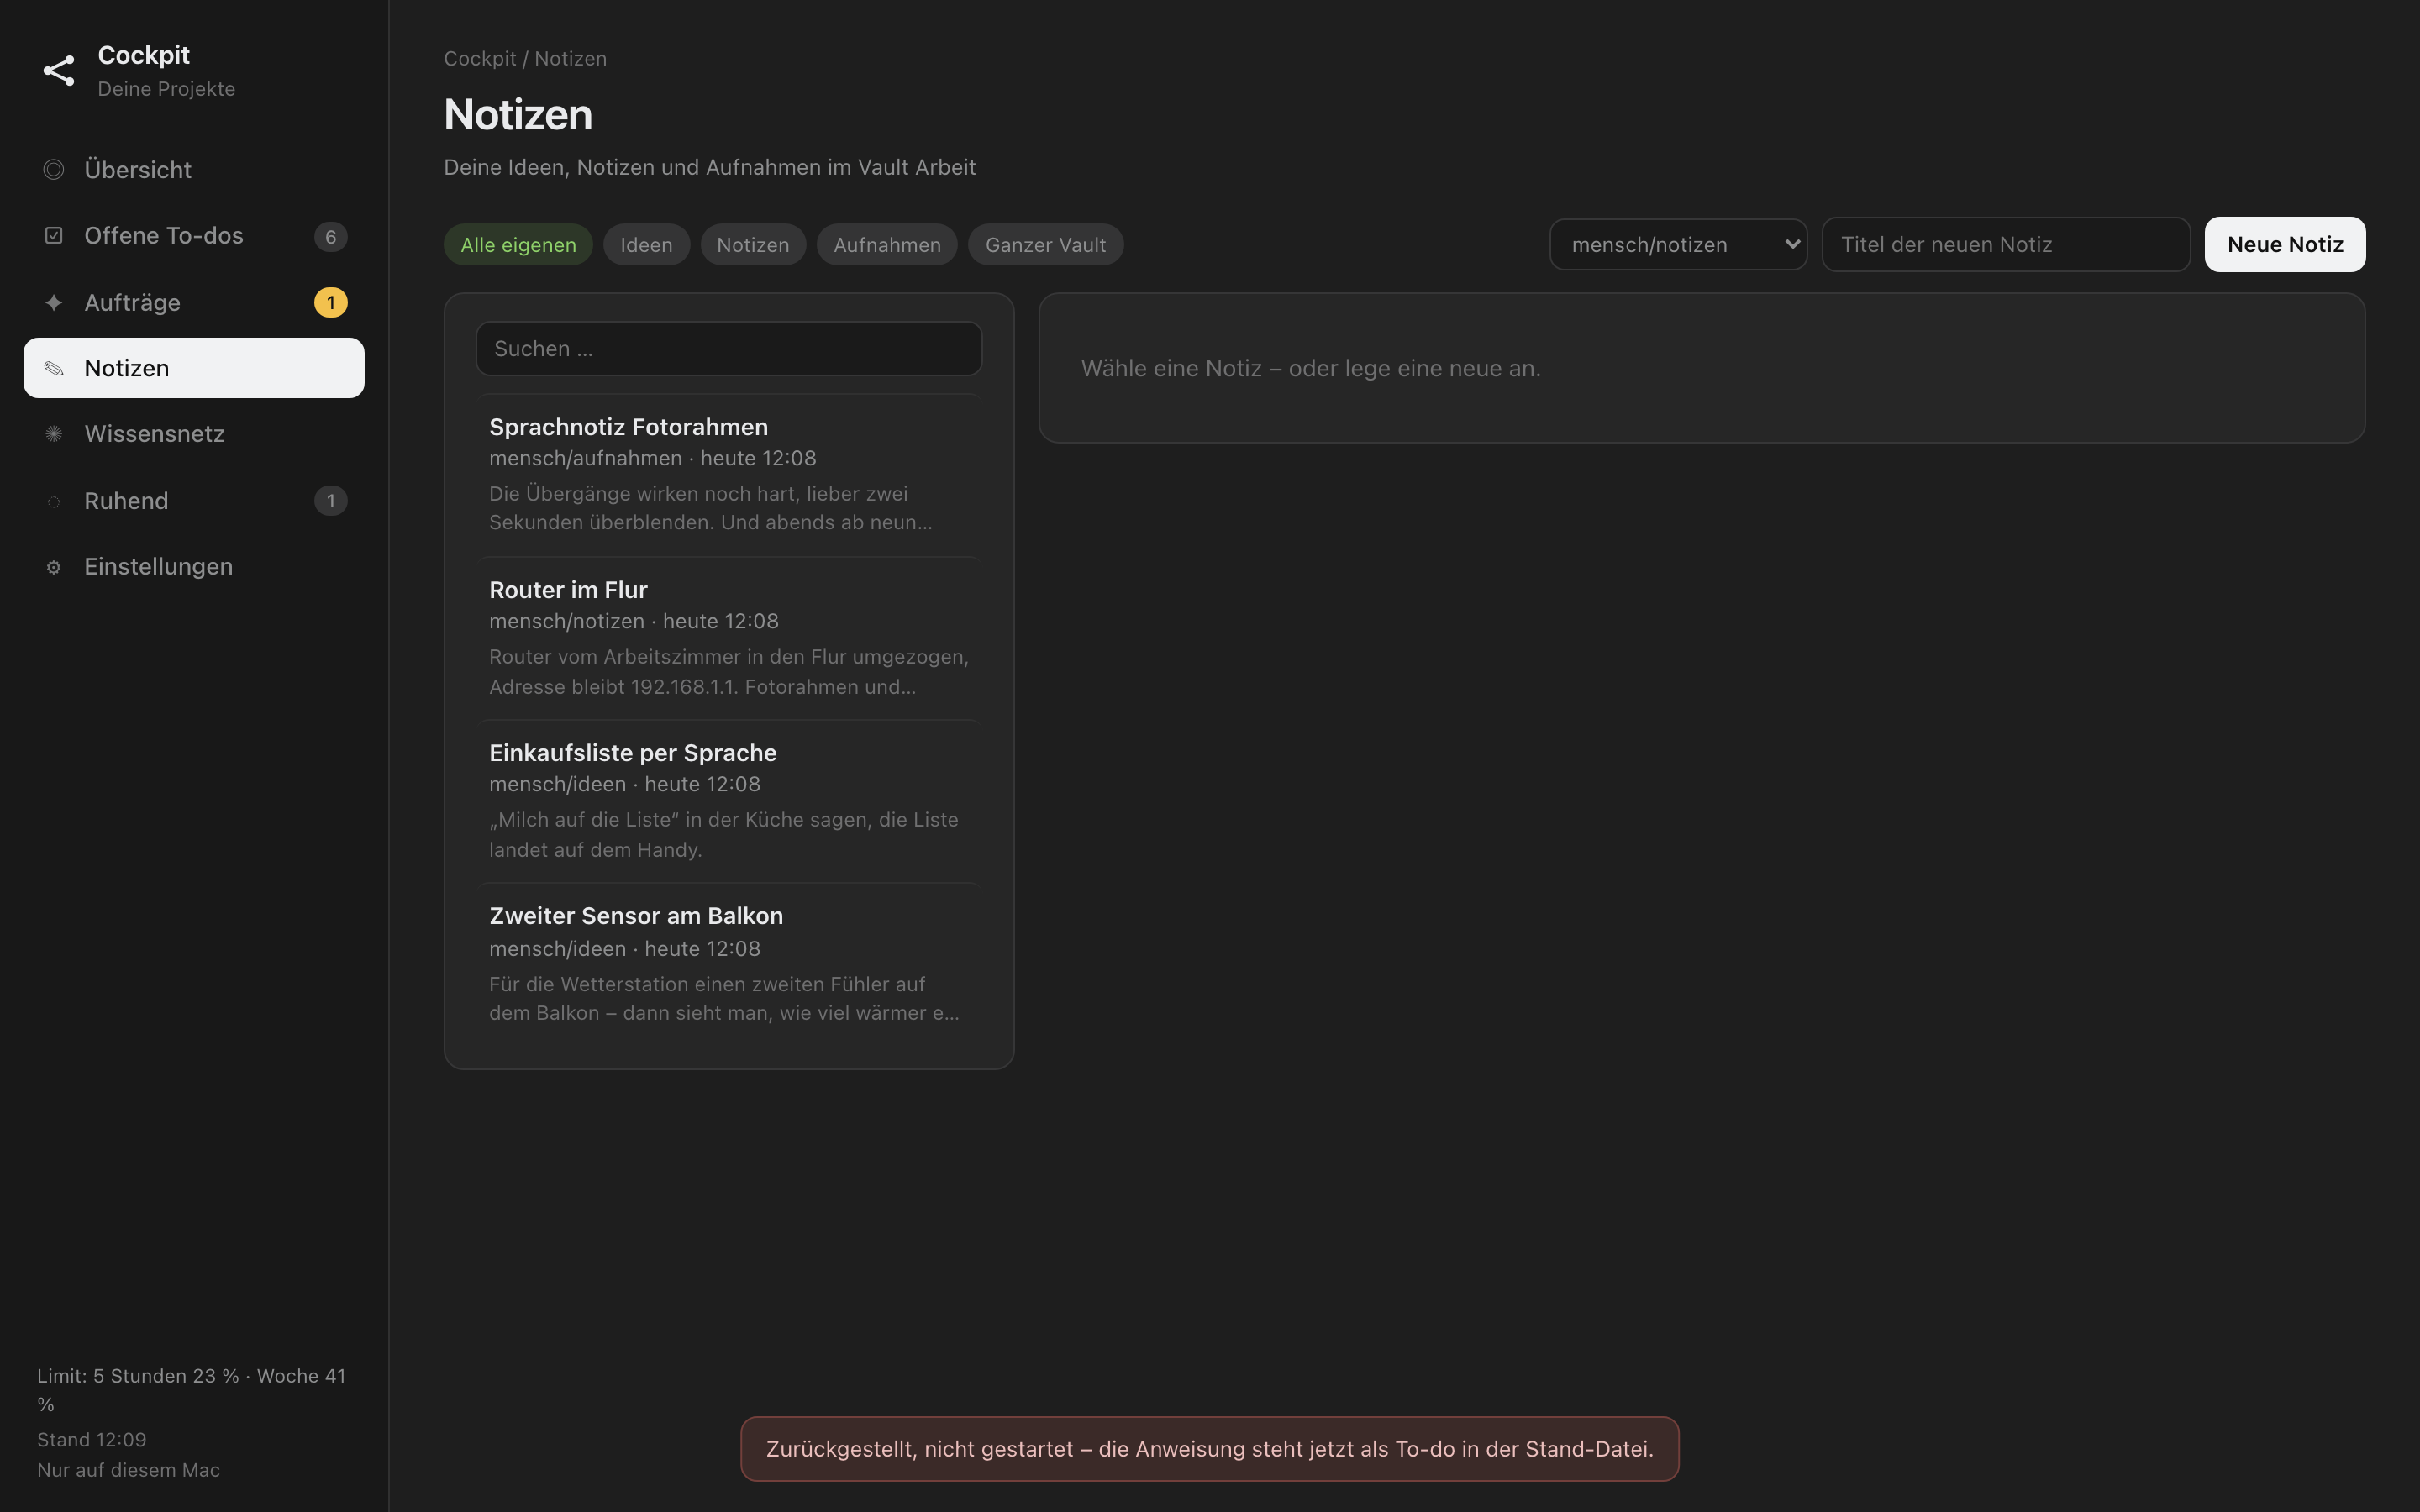 Cockpit
Deine Projekte
Übersicht
Offene To-dos 6
Aufträge 1
Notizen
Wissensnetz
Ruhend 1
Einstellungen
Limit: 5 Stunden 23 % · Woche 41
%
Stand 12:09
Nur auf diesem Mac
Cockpit / Notizen
Notizen
Deine Ideen, Notizen und Aufnahmen im Vault Arbeit
Alle eigenen Ideen Notizen Aufnahmen Ganzer Vault mensch/notizen Titel der neuen Notiz Neue Notiz
Suchen ...
Sprachnotiz Fotorahmen
mensch/aufnahmen · heute 12:08
Die Übergänge wirken noch hart, lieber zwei
Sekunden überblenden. Und abends ab neun...
Router im Flur
mensch/notizen · heute 12:08
Router vom Arbeitszimmer in den Flur umgezogen,
Adresse bleibt 192.168.1.1. Fotorahmen und...
Einkaufsliste per Sprache
mensch/ideen · heute 12:08
„Milch auf die Liste“ in der Küche sagen, die Liste
landet auf dem Handy.
Zweiter Sensor am Balkon
mensch/ideen · heute 12:08
Für die Wetterstation einen zweiten Fühler auf
dem Balkon – dann sieht man, wie viel wärmer e...
Wähle eine Notiz – oder lege eine neue an.
Zurückgestellt, nicht gestartet – die Anweisung steht jetzt als To-do in der Stand-Datei.